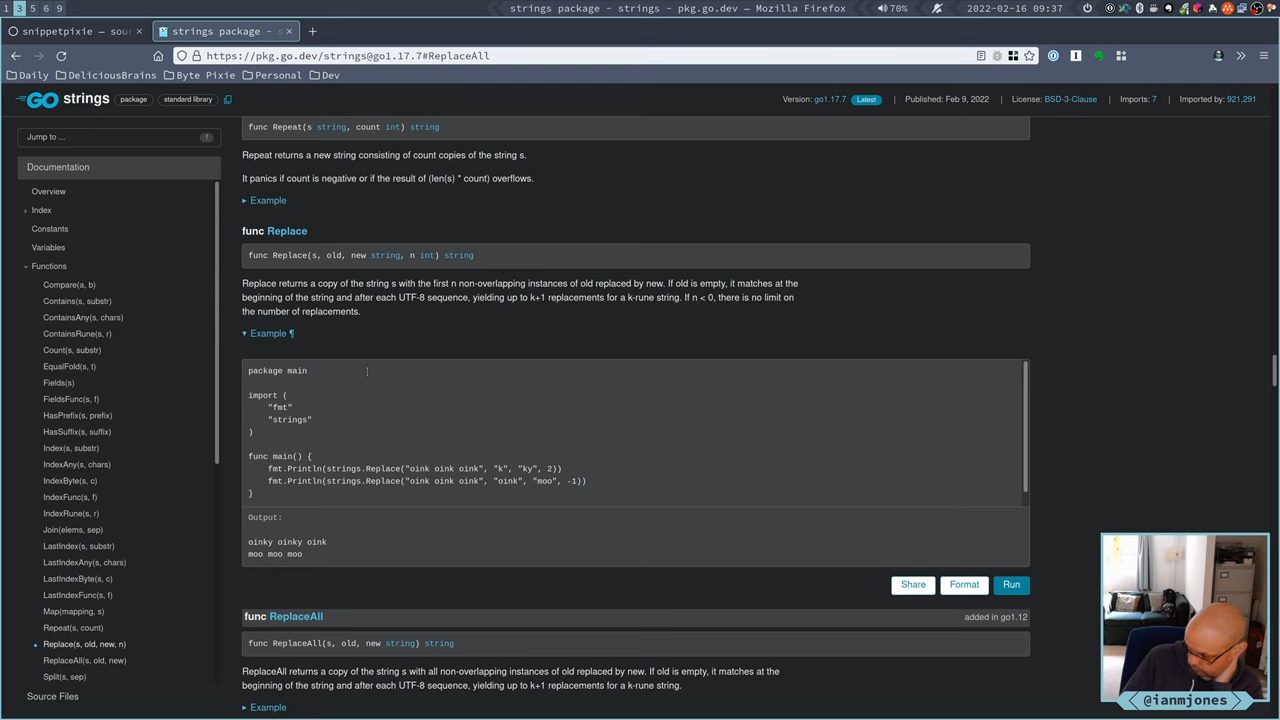 1 3 5 6 9
strings package - strings - pkg.go.dev — Mozilla Firefox
70%
2022-02-16 09:37
snippetpixie — sour
strings package - s
https://pkg.go.dev/strings@go1.17.7#ReplaceAll
Daily DeliciousBrains Byte Pixie Personal Dev
GO strings package standard library
Version: go1.17.7 Latest Published: Feb 9, 2022 License: BSD-3-Clause Imports: 7 Imported by: 921,291
Jump to ... f
Documentation
Overview
Index
Constants
Variables
Functions
Compare(a, b)
Contains(s, substr)
ContainsAny(s, chars)
ContainsRune(s, r)
Count(s, substr)
EqualFold(s, t)
Fields(s)
FieldsFunc(s, f)
HasPrefix(s, prefix)
HasSuffix(s, suffix)
Index(s, substr)
IndexAny(s, chars)
IndexByte(s, c)
IndexFunc(s, f)
IndexRune(s, r)
Join(elems, sep)
LastIndex(s, substr)
LastIndexAny(s, chars)
LastIndexByte(s, c)
LastIndexFunc(s, f)
Map(mapping, s)
Repeat(s, count)
Replace(s, old, new, n)
ReplaceAll(s, old, new)
Split(s, sep)
Source Files
func Repeat(s string, count int) string
Repeat returns a new string consisting of count copies of the string s.
It panics if count is negative or if the result of (len(s) * count) overflows.
Example
func Replace
func Replace(s, old, new string, n int) string
Replace returns a copy of the string s with the first n non-overlapping instances of old replaced by new. If old is empty, it matches at the
beginning of the string and after each UTF-8 sequence, yielding up to k+1 replacements for a k-rune string. If n < 0, there is no limit on
the number of replacements.
Example ¶
package main
import (
"fmt"
"strings"
)
func main() {
fmt.Println(strings.Replace("oink oink oink", "k", "ky", 2))
fmt.Println(strings.Replace("oink oink oink", "oink", "moo", -1))
}
Output:
oinky oinky oink
moo moo moo
Share Format Run
func ReplaceAll added in go1.12
func ReplaceAll(s, old, new string) string
ReplaceAll returns a copy of the string s with all non-overlapping instances of old replaced by new. If old is empty, it matches at the
beginning of the string and after each UTF-8 sequence, yielding up to k+1 replacements for a k-rune string.
Example
@ianmjones